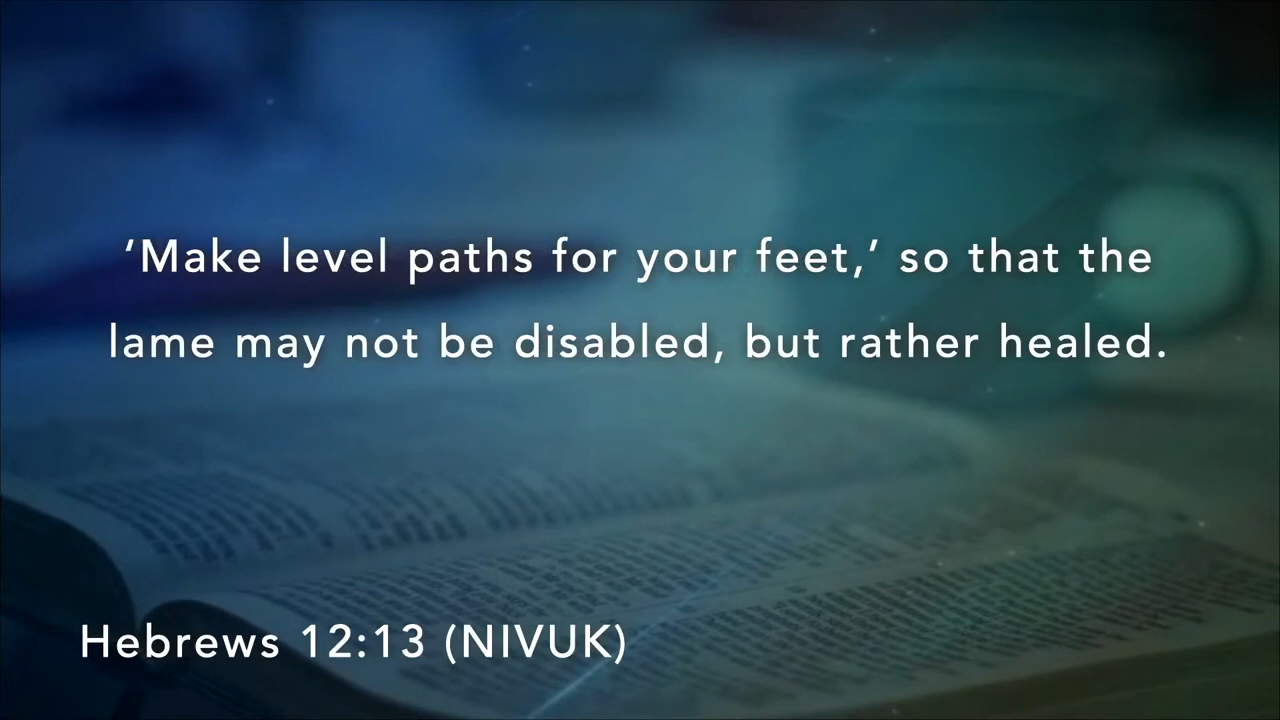 ‘Make level paths for your feet,’ so that the
lame may not be disabled, but rather healed.
Hebrews 12:13 (NIVUK)